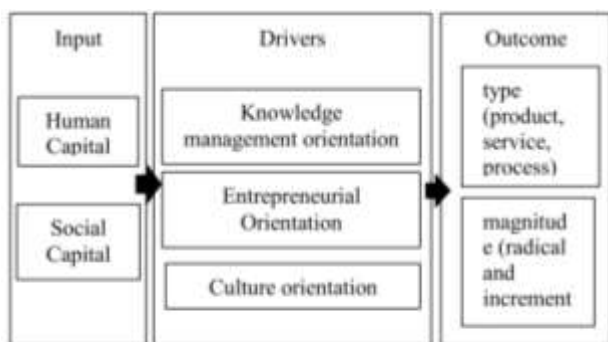 Input
Human
Capital
Social
Capital
Drivers
Knowledge
management orientation
Entrepreneurial
Orientation
Culture orientation
Outcome
type
(product,
service,
process)
magnitud
e (radical
and
increment